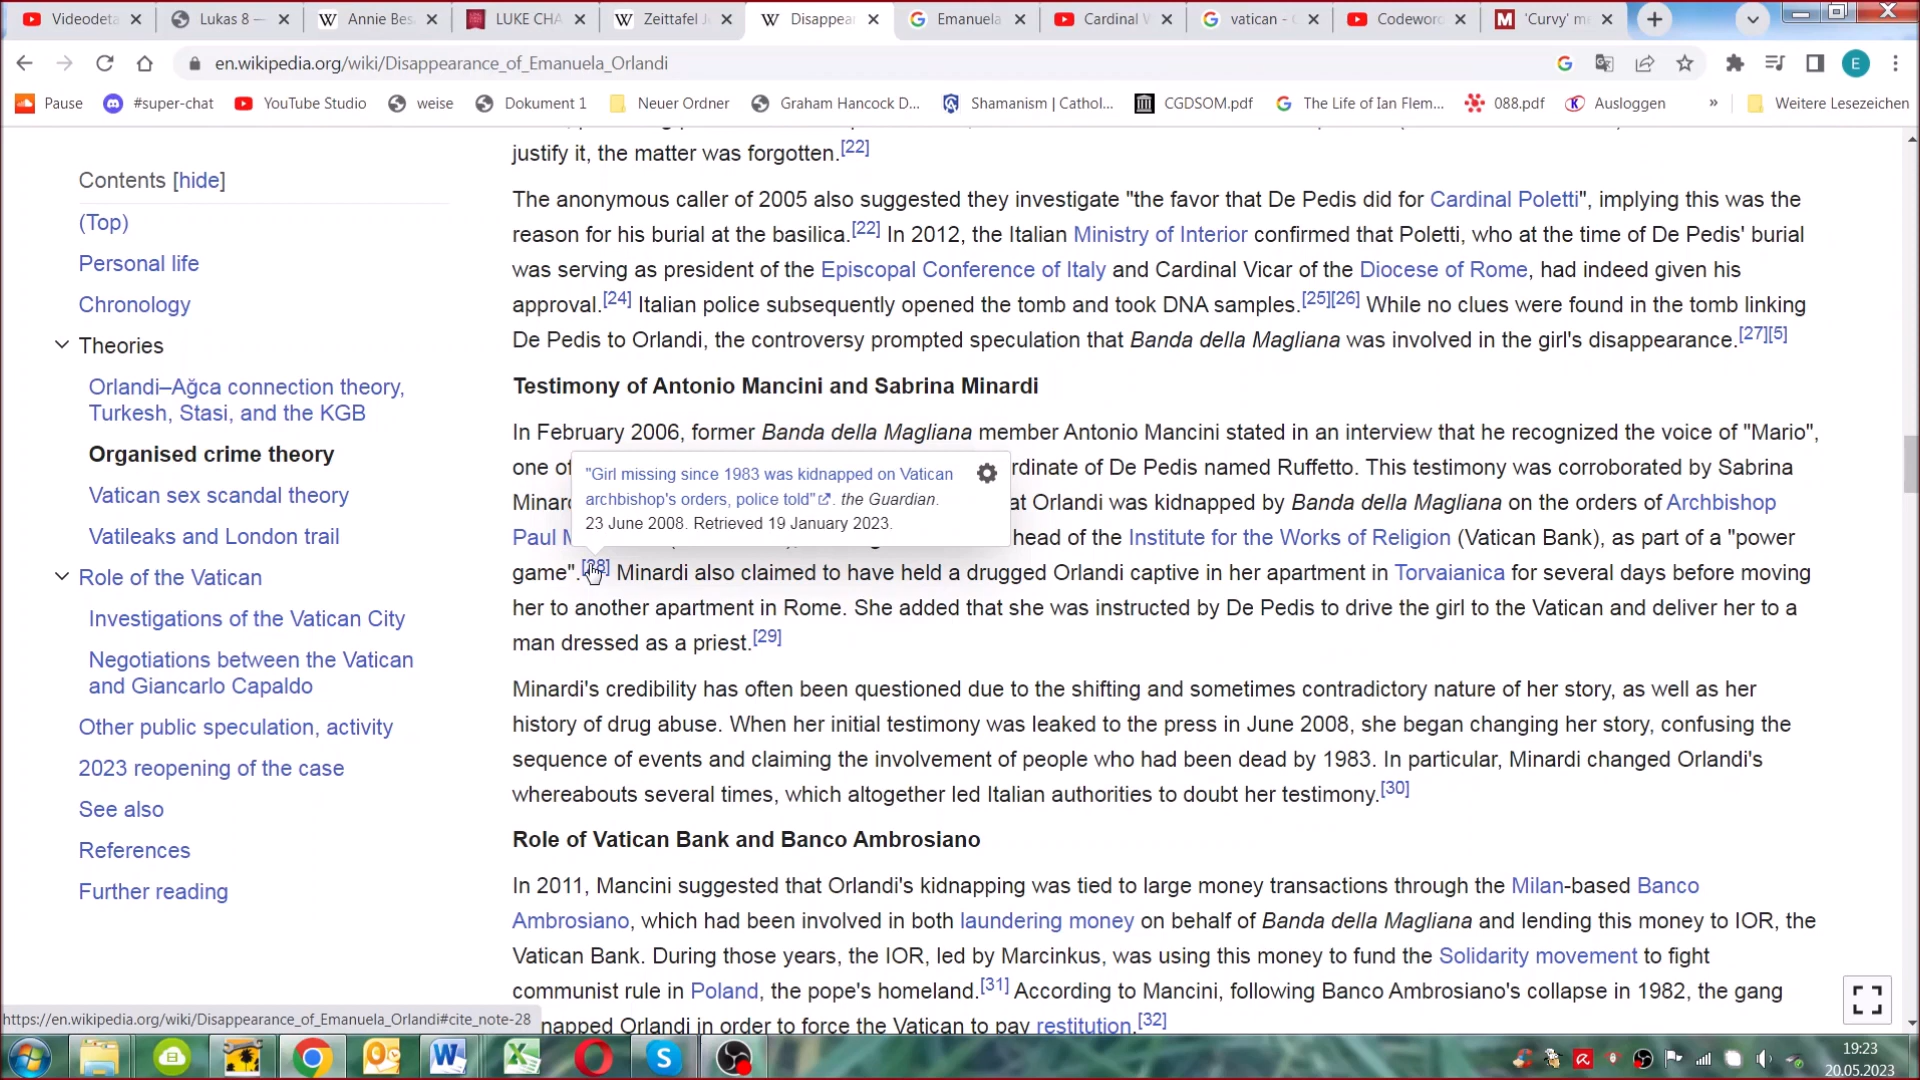 Videodeta
Lukas 8 —
Annie Bes
LUKE CHA
Zeittafel J
Disappear
Emanuela
Cardinal W
vatican - G
Codeword
'Curvy' m
en.wikipedia.org/wiki/Disappearance_of_Emanuela_Orlandi
E
Pause
#super-chat
YouTube Studio
weise
Dokument 1
Neuer Ordner
Graham Hancock D...
Shamanism | Cathol...
CGDSOM.pdf
The Life of Ian Flem...
088.pdf
Ausloggen
»
Weitere Lesezeichen
Contents [hide]
(Top)
Personal life
Chronology
Theories
Orlandi–Ağca connection theory,
Turkesh, Stasi, and the KGB
Organised crime theory
Vatican sex scandal theory
Vatileaks and London trail
Role of the Vatican
Investigations of the Vatican City
Negotiations between the Vatican
and Giancarlo Capaldo
Other public speculation, activity
2023 reopening of the case
See also
References
Further reading
justify it, the matter was forgotten.[22]
The anonymous caller of 2005 also suggested they investigate "the favor that De Pedis did for Cardinal Poletti", implying this was the
reason for his burial at the basilica.[22] In 2012, the Italian Ministry of Interior confirmed that Poletti, who at the time of De Pedis' burial
was serving as president of the Episcopal Conference of Italy and Cardinal Vicar of the Diocese of Rome, had indeed given his
approval.[24] Italian police subsequently opened the tomb and took DNA samples.[25][26] While no clues were found in the tomb linking
De Pedis to Orlandi, the controversy prompted speculation that Banda della Magliana was involved in the girl's disappearance.[27][5]
Testimony of Antonio Mancini and Sabrina Minardi
In February 2006, former Banda della Magliana member Antonio Mancini stated in an interview that he recognized the voice of "Mario",
one of rdinate of De Pedis named Ruffetto. This testimony was corroborated by Sabrina
Minar at Orlandi was kidnapped by Banda della Magliana on the orders of Archbishop
Paul M head of the Institute for the Works of Religion (Vatican Bank), as part of a "power
game".[28] Minardi also claimed to have held a drugged Orlandi captive in her apartment in Torvaianica for several days before moving
her to another apartment in Rome. She added that she was instructed by De Pedis to drive the girl to the Vatican and deliver her to a
man dressed as a priest.[29]
"Girl missing since 1983 was kidnapped on Vatican
archbishop's orders, police told". the Guardian.
23 June 2008. Retrieved 19 January 2023.
Minardi's credibility has often been questioned due to the shifting and sometimes contradictory nature of her story, as well as her
history of drug abuse. When her initial testimony was leaked to the press in June 2008, she began changing her story, confusing the
sequence of events and claiming the involvement of people who had been dead by 1983. In particular, Minardi changed Orlandi's
whereabouts several times, which altogether led Italian authorities to doubt her testimony.[30]
Role of Vatican Bank and Banco Ambrosiano
In 2011, Mancini suggested that Orlandi's kidnapping was tied to large money transactions through the Milan-based Banco
Ambrosiano, which had been involved in both laundering money on behalf of Banda della Magliana and lending this money to IOR, the
Vatican Bank. During those years, the IOR, led by Marcinkus, was using this money to fund the Solidarity movement to fight
communist rule in Poland, the pope's homeland.[31] According to Mancini, following Banco Ambrosiano's collapse in 1982, the gang
napped Orlandi in order to force the Vatican to pay restitution.[32]
https://en.wikipedia.org/wiki/Disappearance_of_Emanuela_Orlandi#cite_note-28
19:23
20.05.2023